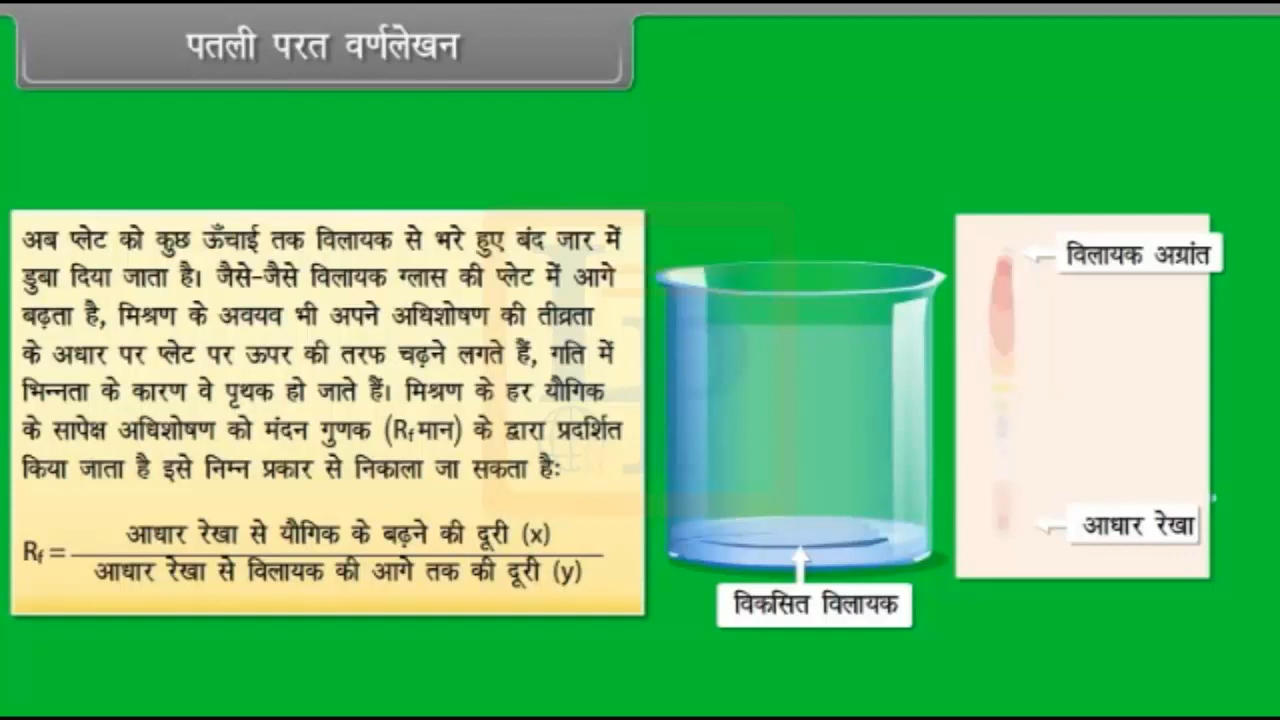 पतली परत वर्णलेखन
अब प्लेट को कुछ ऊँचाई तक विलायक से भरे हुए बंद जार में
डुबा दिया जाता है। जैसे-जैसे विलायक ग्लास की प्लेट में आगे
बढ़ता है, मिश्रण के अवयव भी अपने अधिशोषण की तीव्रता
के अधार पर प्लेट पर ऊपर की तरफ चढ़ने लगते हैं, गति में
भिन्नता के कारण वे पृथक हो जाते हैं। मिश्रण के हर यौगिक
के सापेक्ष अधिशोषण को मंदन गुणक (Rf मान) के द्वारा प्रदर्शित
किया जाता है इसे निम्न प्रकार से निकाला जा सकता है:
Rf = आधार रेखा से यौगिक के बढ़ने की दूरी (x)
आधार रेखा से विलायक की आगे तक की दूरी (y)
विकसित विलायक
विलायक अग्रांत
आधार रेखा